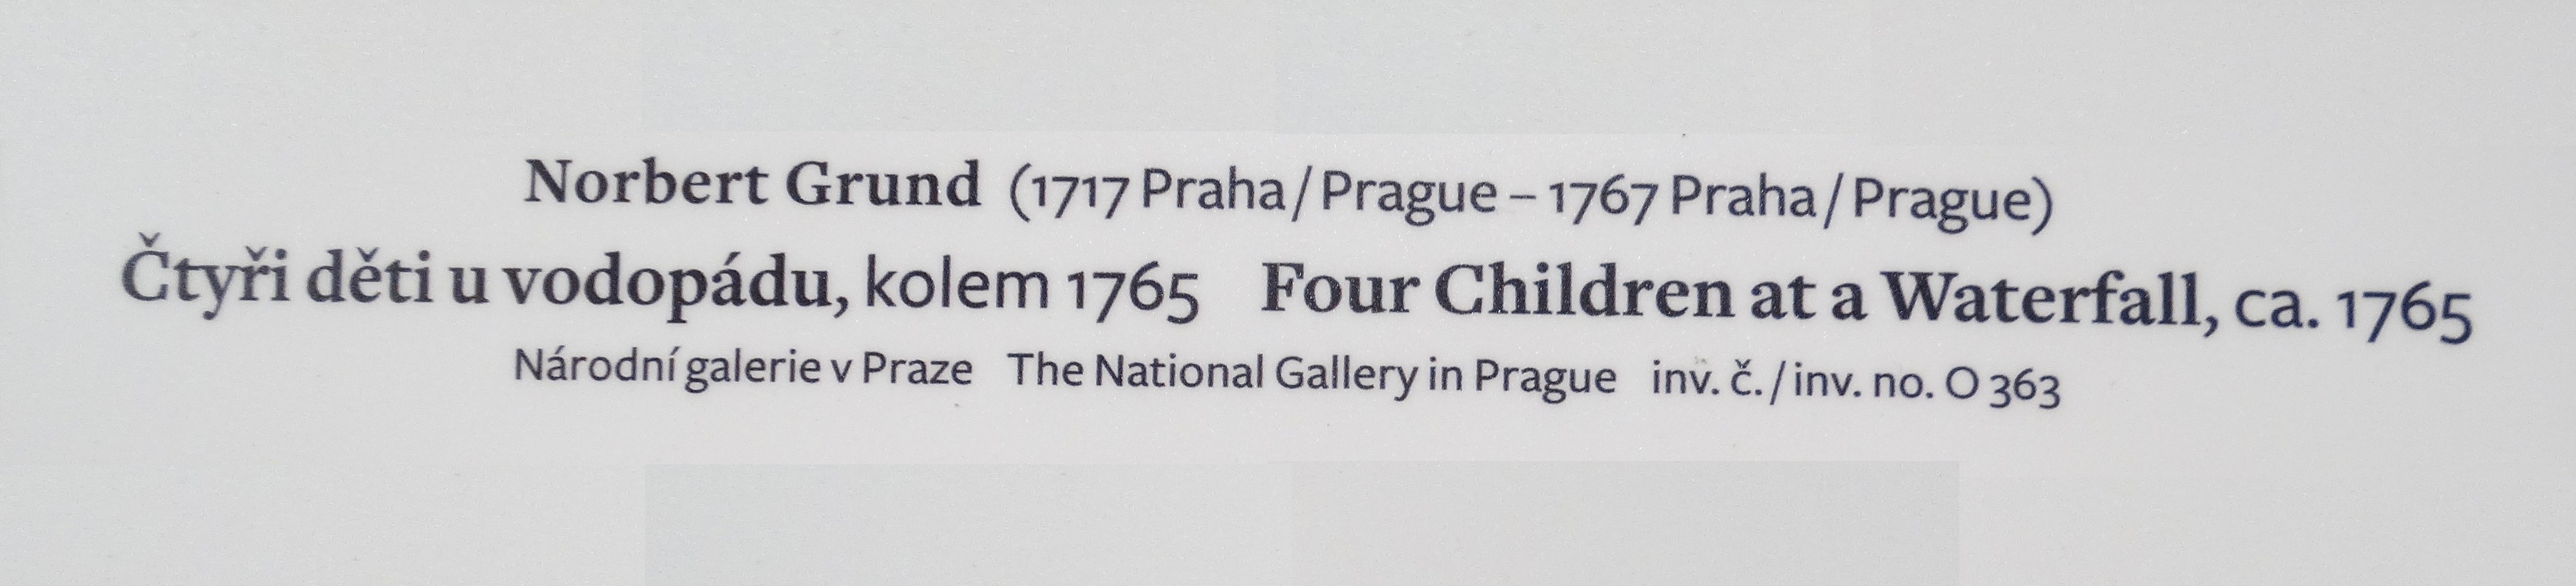 Norbert Grund (1717 Praha/Prague – 1767 Praha/Prague)
Čtyři děti u vodopádu, kolem 1765 Four Children at a Waterfall, ca. 1765
Národní galerie v Praze The National Gallery in Prague inv. č./inv. no. O 363